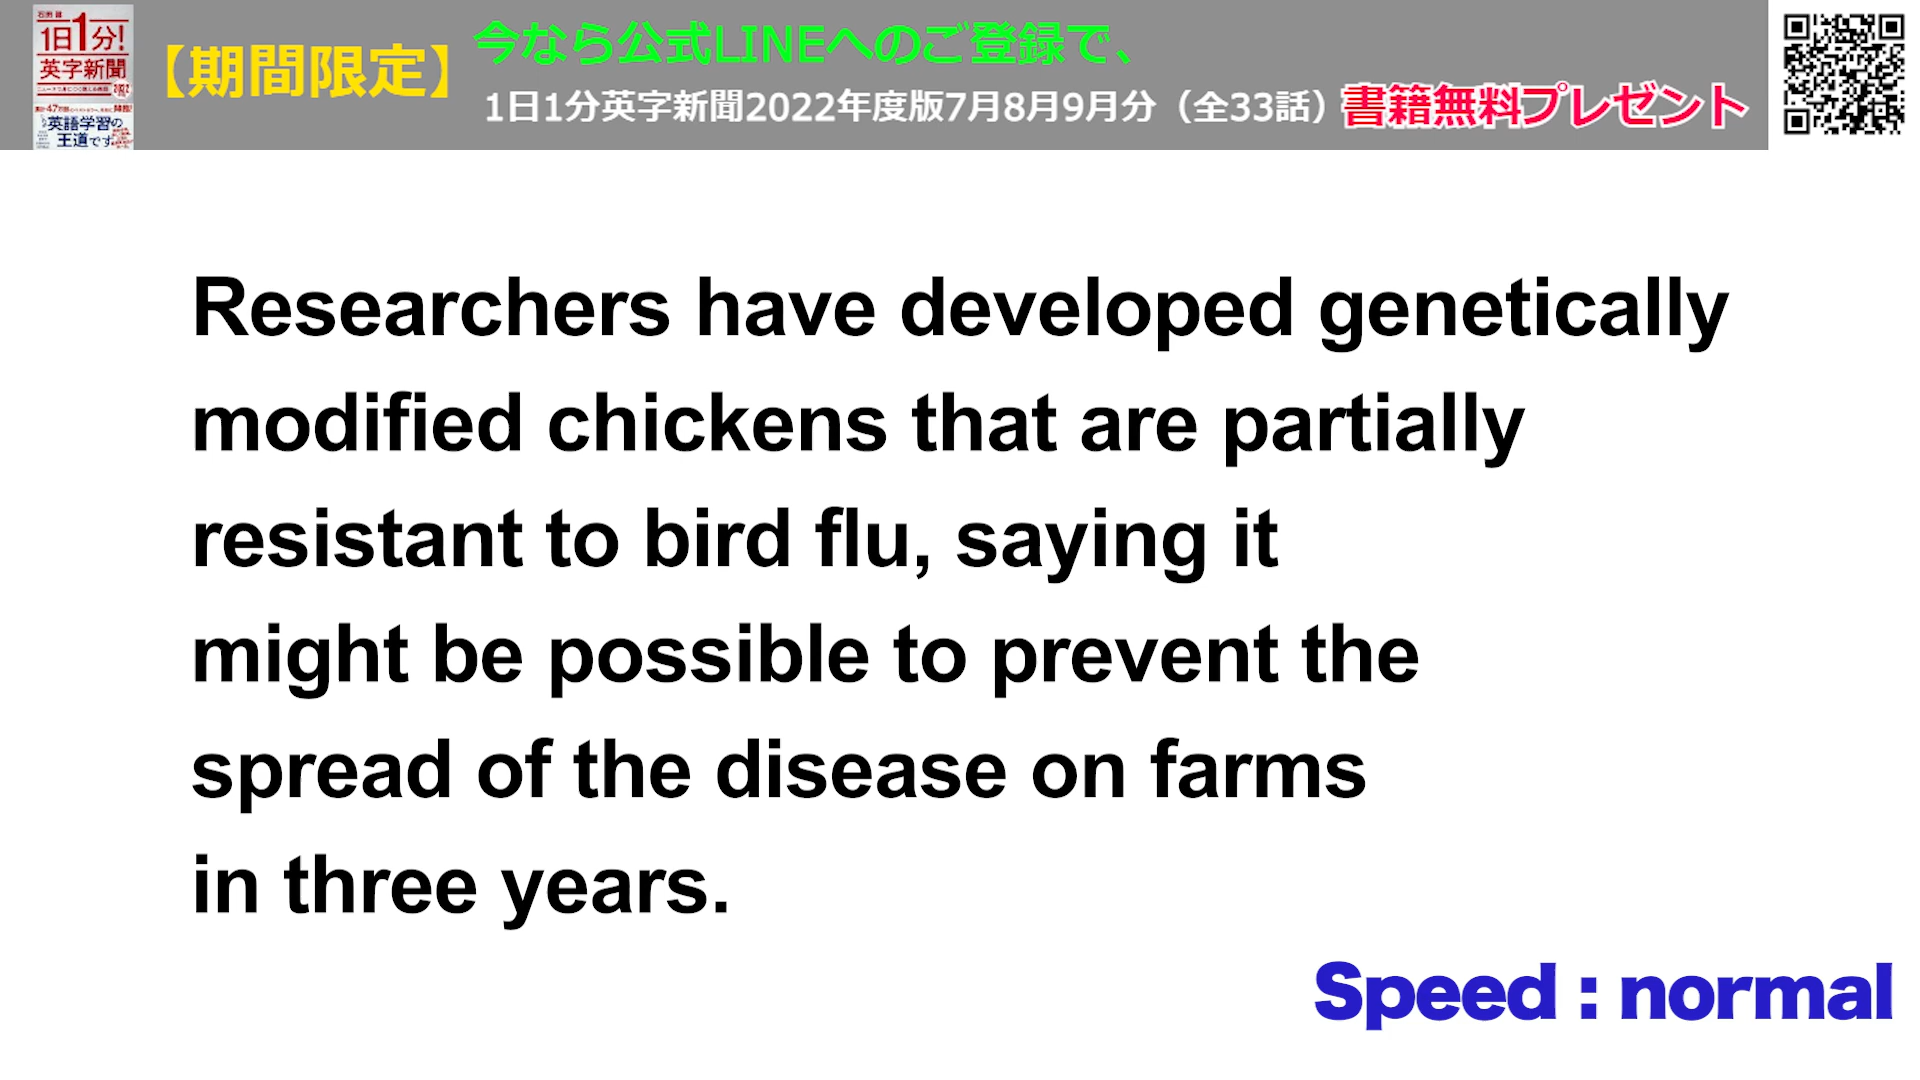 石田 健
1日1分!
英字新聞
2022
英語学習の
王道です
【期間限定】
今なら公式LINEへのご登録で、
1日1分英字新聞2022年度版7月8月9月分（全33話）書籍無料プレゼント
Researchers have developed genetically
modified chickens that are partially
resistant to bird flu, saying it
might be possible to prevent the
spread of the disease on farms
in three years.
Speed : normal